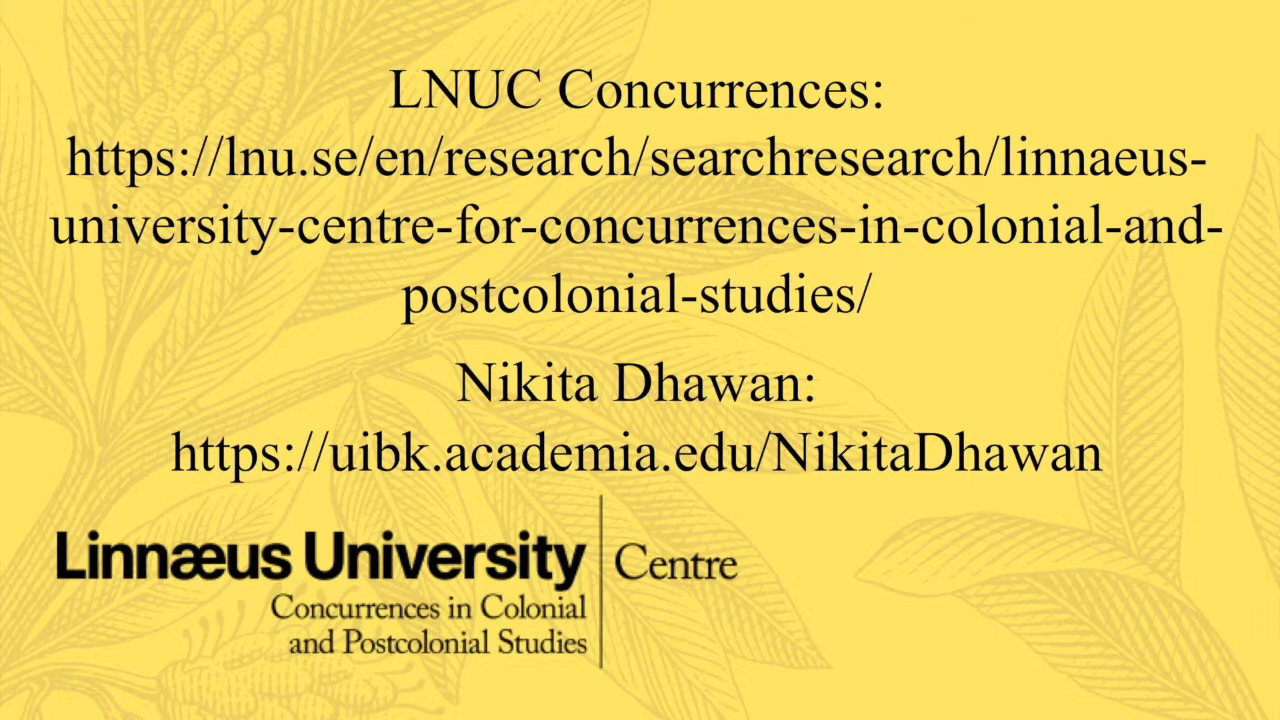 LNUC Concurrences:
https://lnu.se/en/research/searchresearch/linnaeus-
university-centre-for-concurrences-in-colonial-and-
postcolonial-studies/
Nikita Dhawan:
https://uibk.academia.edu/NikitaDhawan
Linnæus University Centre
Concurrences in Colonial
and Postcolonial Studies